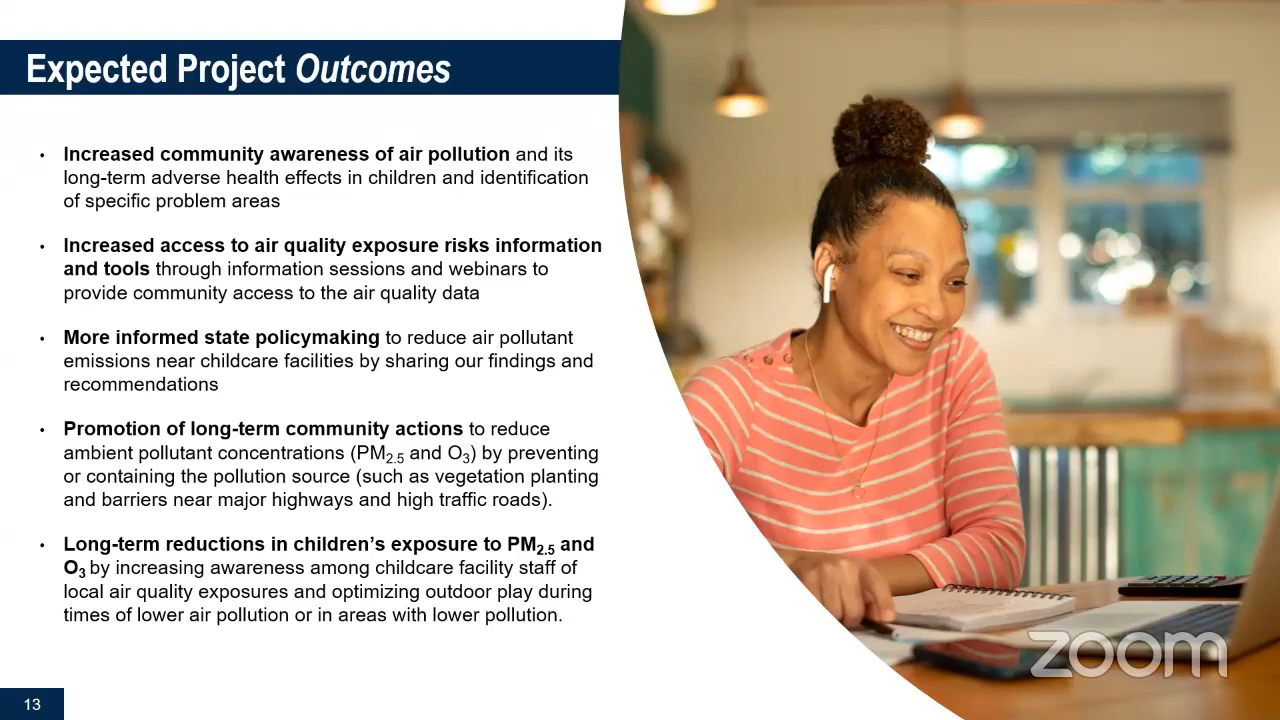 Expected Project Outcomes
• Increased community awareness of air pollution and its
long-term adverse health effects in children and identification
of specific problem areas
• Increased access to air quality exposure risks information
and tools through information sessions and webinars to
provide community access to the air quality data
• More informed state policymaking to reduce air pollutant
emissions near childcare facilities by sharing our findings and
recommendations
• Promotion of long-term community actions to reduce
ambient pollutant concentrations (PM2.5 and O3) by preventing
or containing the pollution source (such as vegetation planting
and barriers near major highways and high traffic roads).
• Long-term reductions in children’s exposure to PM2.5 and
O3 by increasing awareness among childcare facility staff of
local air quality exposures and optimizing outdoor play during
times of lower air pollution or in areas with lower pollution.
zoom
13